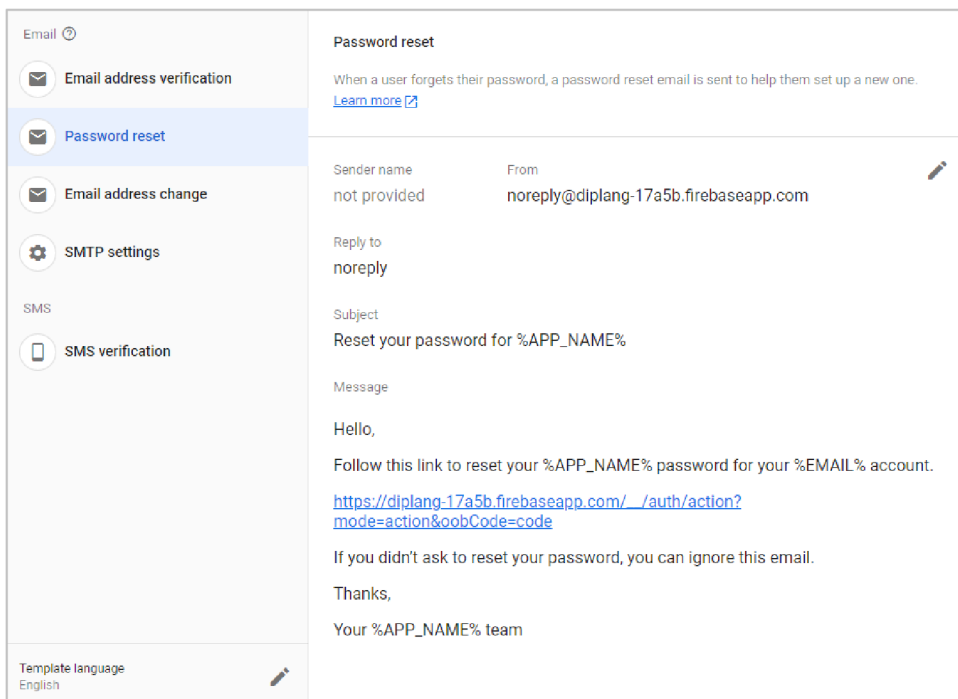 Email
Email address verification
Password reset
Email address change
SMTP settings
SMS
SMS verification
Template language
English
Password reset
When a user forgets their password, a password reset email is sent to help them set up a new one.
Learn more
Sender name
not provided
From
noreply@diplang-17a5b.firebaseapp.com
Reply to
noreply
Subject
Reset your password for %APP_NAME%
Message
Hello,
Follow this link to reset your %APP_NAME% password for your %EMAIL% account.
https://diplang-17a5b.firebaseapp.com/__/auth/action?
mode=action&oobCode=code
If you didn't ask to reset your password, you can ignore this email.
Thanks,
Your %APP_NAME% team